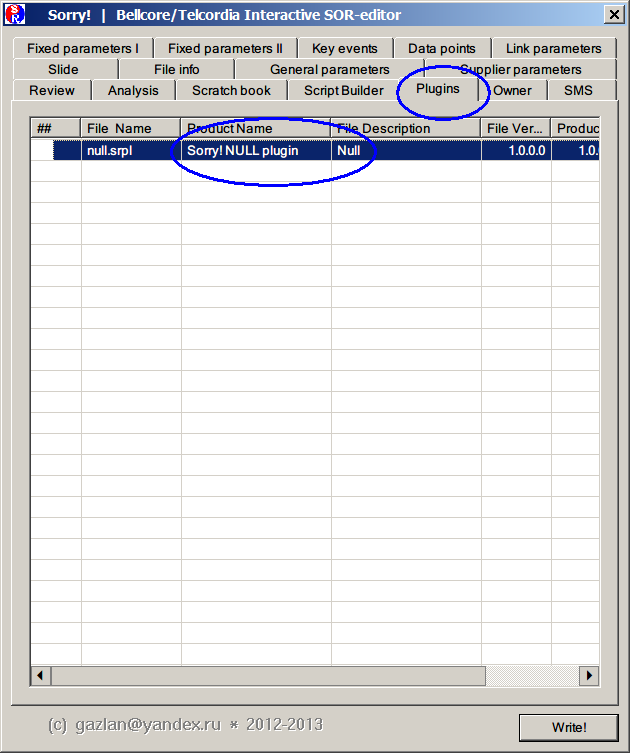 Sorry! | Bellcore/Telcordia Interactive SOR-editor
Fixed parameters I Fixed parameters II Key events Data points Link parameters
Slide File info General parameters Supplier parameters
Review Analysis Scratch book Script Builder Plugins Owner SMS
## File Name Product Name File Description File Ver... Produc
null.srpl Sorry! NULL plugin Null 1.0.0.0 1.0.
(c) gazlan@yandex.ru * 2012-2013
Write!